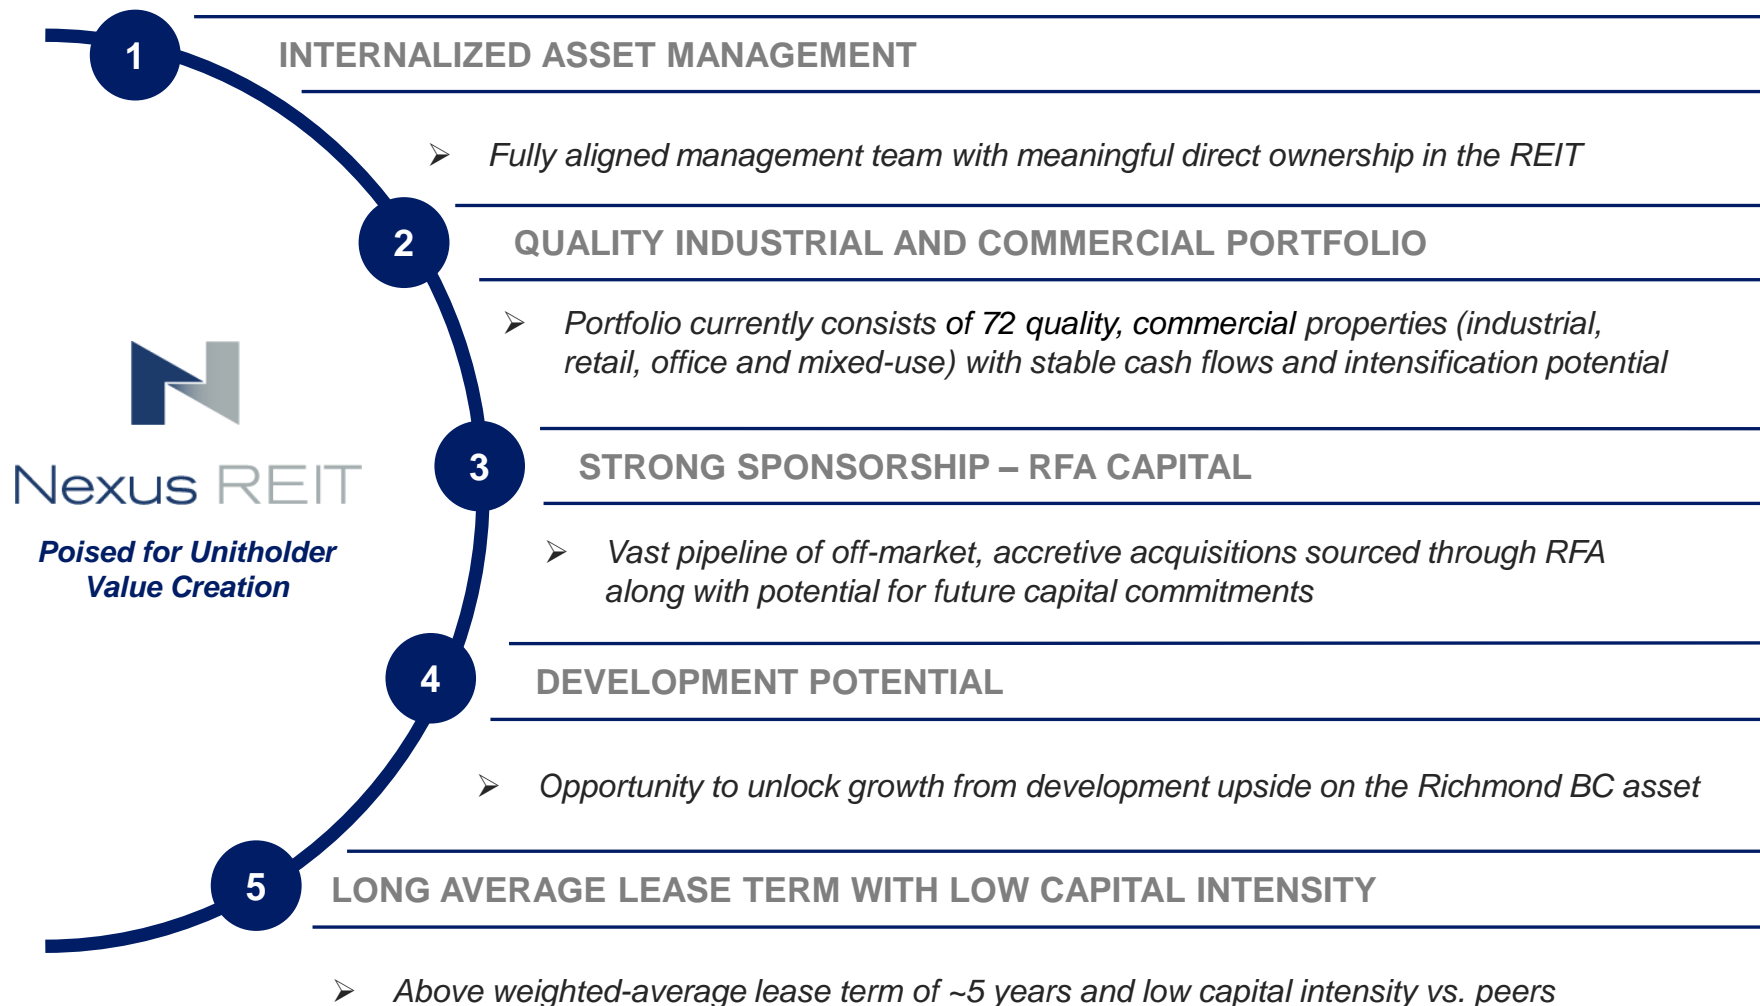 1
INTERNALIZED ASSET MANAGEMENT
➢ Fully aligned management team with meaningful direct ownership in the REIT
2
QUALITY INDUSTRIAL AND COMMERCIAL PORTFOLIO
➢ Portfolio currently consists of 72 quality, commercial properties (industrial,
retail, office and mixed-use) with stable cash flows and intensification potential
Nexus REIT
Poised for Unitholder
Value Creation
3
STRONG SPONSORSHIP – RFA CAPITAL
➢ Vast pipeline of off-market, accretive acquisitions sourced through RFA
along with potential for future capital commitments
4
DEVELOPMENT POTENTIAL
➢ Opportunity to unlock growth from development upside on the Richmond BC asset
5
LONG AVERAGE LEASE TERM WITH LOW CAPITAL INTENSITY
➢ Above weighted-average lease term of ~5 years and low capital intensity vs. peers